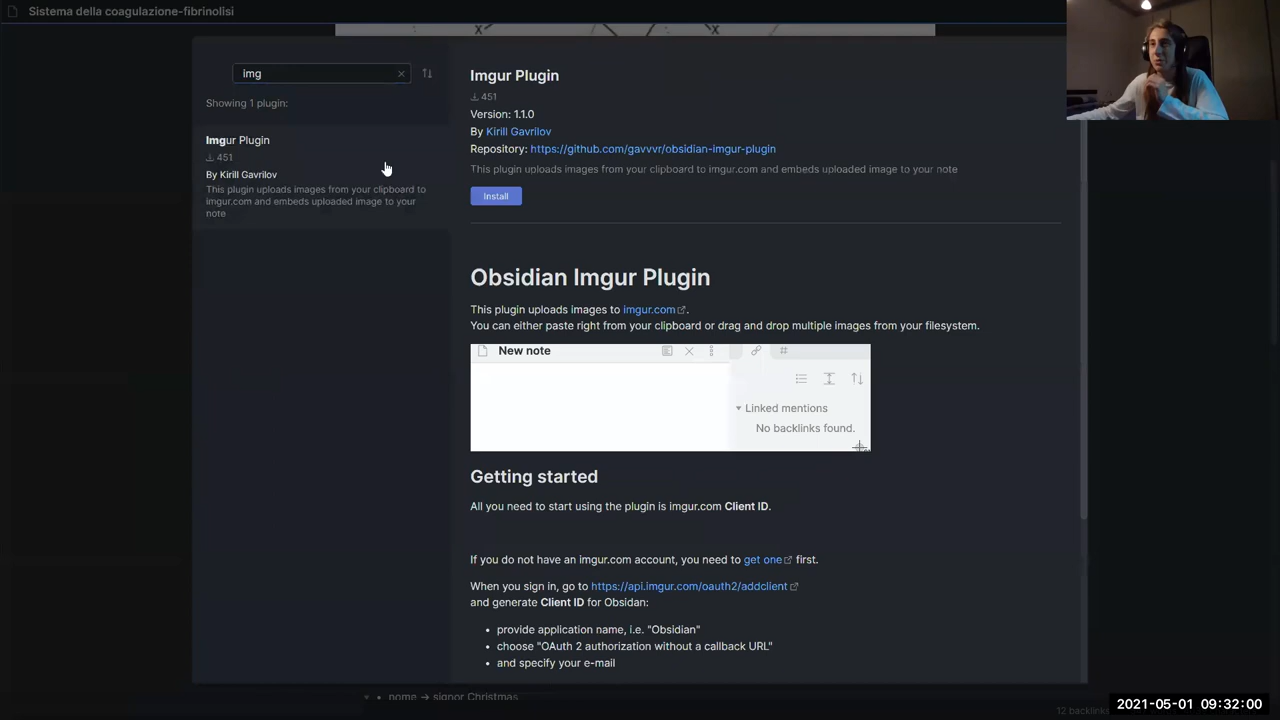 Sistema della coagulazione-fibrinolisi
img
Showing 1 plugin:
Imgur Plugin
451
By Kirill Gavrilov
This plugin uploads images from your clipboard to
imgur.com and embeds uploaded image to your
note
Imgur Plugin
451
Version: 1.1.0
By Kirill Gavrilov
Repository: https://github.com/gavvvr/obsidian-imgur-plugin
This plugin uploads images from your clipboard to imgur.com and embeds uploaded image to your note
Install
Obsidian Imgur Plugin
This plugin uploads images to imgur.com.
You can either paste right from your clipboard or drag and drop multiple images from your filesystem.
New note
Linked mentions
No backlinks found.
Getting started
All you need to start using the plugin is imgur.com Client ID.
If you do not have an imgur.com account, you need to get one first.
When you sign in, go to https://api.imgur.com/oauth2/addclient
and generate Client ID for Obsidan:
• provide application name, i.e. "Obsidian"
• choose "OAuth 2 authorization without a callback URL"
• and specify your e-mail
• nome → signor Christmas
12 backlinks
2021-05-01 09:32:00